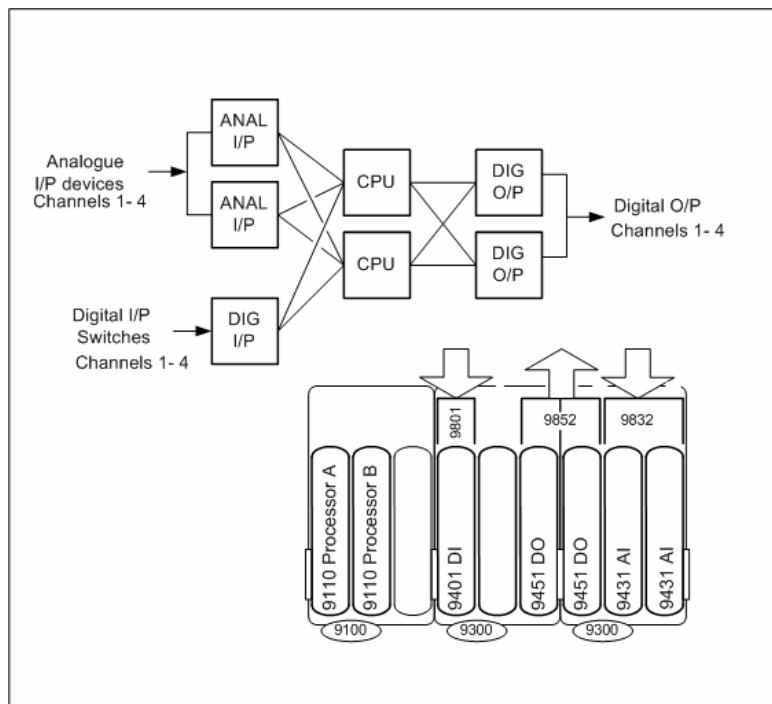 ANAL
I/P
Analogue
I/P devices
Channels 1- 4
ANAL
I/P
CPU
CPU
DIG
O/P
DIG
O/P
Digital O/P
Channels 1- 4
Digital I/P
Switches
Channels 1- 4
DIG
I/P
9801
9852
9832
9110 Processor A
9110 Processor B
9401 DI
9451 DO
9451 DO
9431 AI
9431 AI
9100
9300
9300